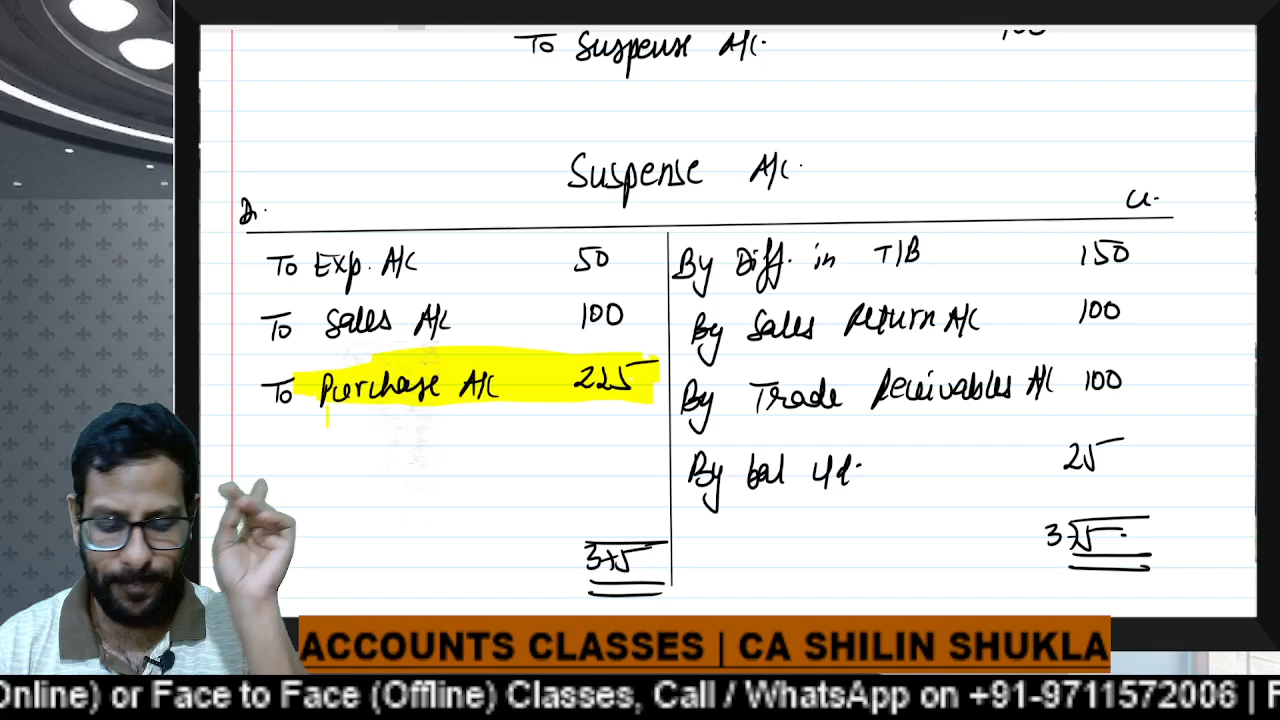 To Suspense A/c.
Suspense A/c.
Dr. Cr.
To Exp. A/c 50 By Diff. in T/B 150
To Sales A/c 100 By Sales Return A/c 100
To Purchase A/c 225 By Trade Receivables A/c 100
By bal c/d. 25
375 375
ACCOUNTS CLASSES | CA SHILIN SHUKLA
Online) or Face to Face (Offline) Classes, Call / WhatsApp on +91-9711572006 |